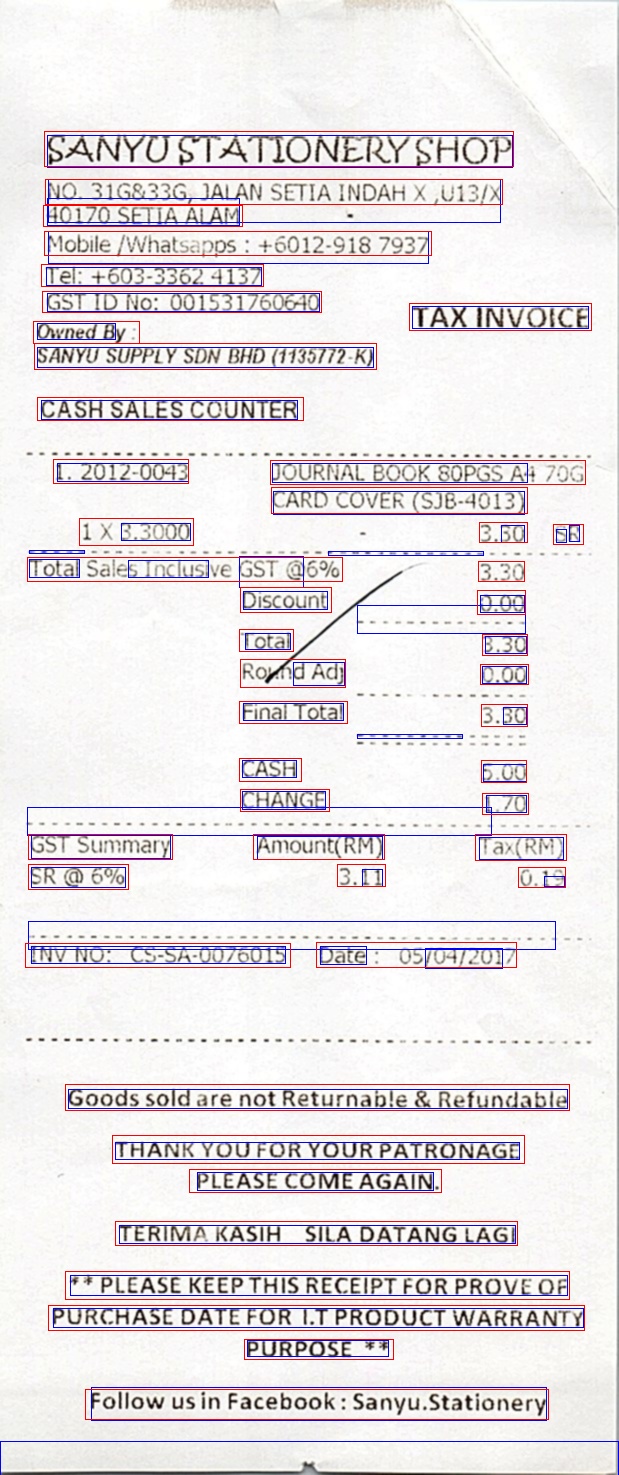 SANYU STATIONERY SHOP
NO. 31G&33G, JALAN SETIA INDAH X ,U13/X
40170 SETIA ALAM
Mobile /Whatsapps : +6012-918 7937
Tel: +603-3362 4137
GST ID No: 001531760640
TAX INVOICE
Owned By :
SANYU SUPPLY SDN BHD (1135772-K)
CASH SALES COUNTER
1. 2012-0043 JOURNAL BOOK 80PGS A4 70G
CARD COVER (SJB-4013)
1 X 3.3000 - 3.30 SR
Total Sales Inclusive GST @6% 3.30
Discount 0.00
Total 3.30
Round Adj 0.00
Final Total 3.30
CASH 5.00
CHANGE 1.70
GST Summary Amount(RM) Tax(RM)
SR @ 6% 3.11 0.19
INV NO: CS-SA-0076015 Date : 05/04/2017
Goods sold are not Returnable & Refundable
THANK YOU FOR YOUR PATRONAGE
PLEASE COME AGAIN.
TERIMA KASIH SILA DATANG LAGI
** PLEASE KEEP THIS RECEIPT FOR PROVE OF
PURCHASE DATE FOR I.T PRODUCT WARRANTY
PURPOSE **
Follow us in Facebook : Sanyu.Stationery